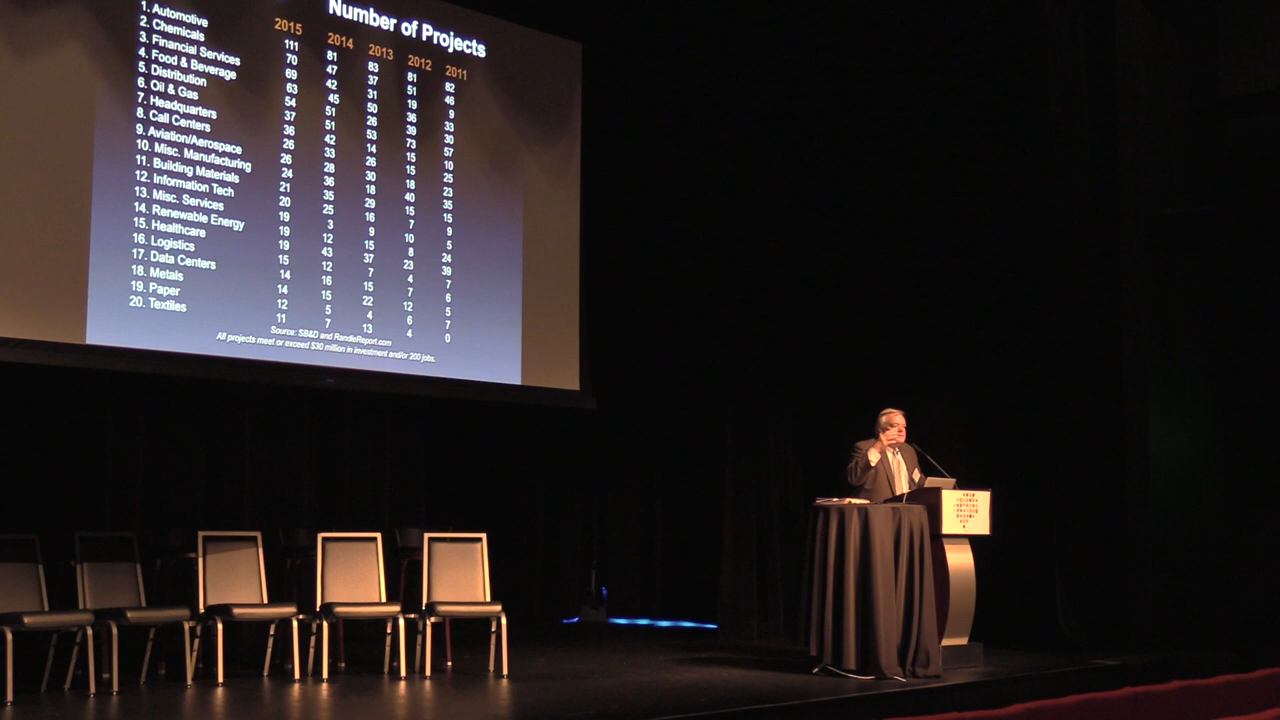 Number of Projects
2015 2014 2013 2012 2011
1. Automotive 111 81 83 81 82
2. Chemicals 70 47 37 51 46
3. Financial Services 69 42 31 19 9
4. Food & Beverage 63 45 50 36 33
5. Distribution 54 51 26 39 30
6. Oil & Gas 37 51 53 73 57
7. Headquarters 36 42 14 15 10
8. Call Centers 26 33 26 15 25
9. Aviation/Aerospace 26 28 30 18 23
10. Misc. Manufacturing 24 36 18 40 35
11. Building Materials 21 35 29 15 15
12. Information Tech 20 25 16 7 9
13. Misc. Services 19 3 9 10 5
14. Renewable Energy 19 12 15 8 24
15. Healthcare 19 43 37 23 39
16. Logistics 15 12 7 4 7
17. Data Centers 14 16 15 7 6
18. Metals 14 15 22 12 5
19. Paper 12 5 4 6 7
20. Textiles 11 7 13 4 0
Source: SB&D and RandleReport.com
All projects meet or exceed $30 million in investment and/or 200 jobs.